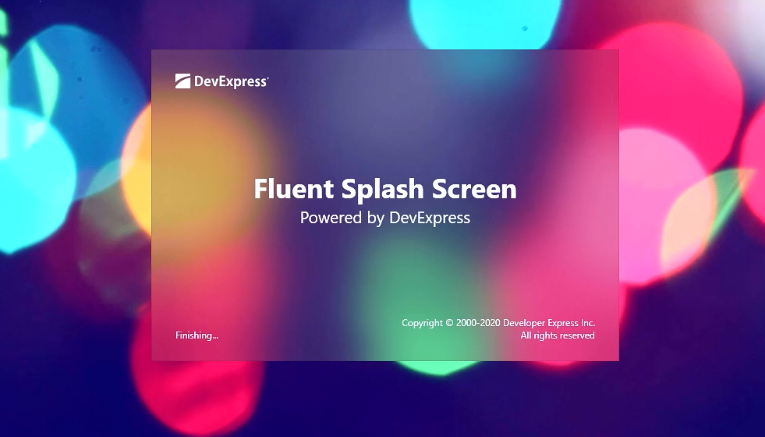 DevExpress
Fluent Splash Screen
Powered by DevExpress
Finishing...
Copyright © 2000-2020 Developer Express Inc.
All rights reserved